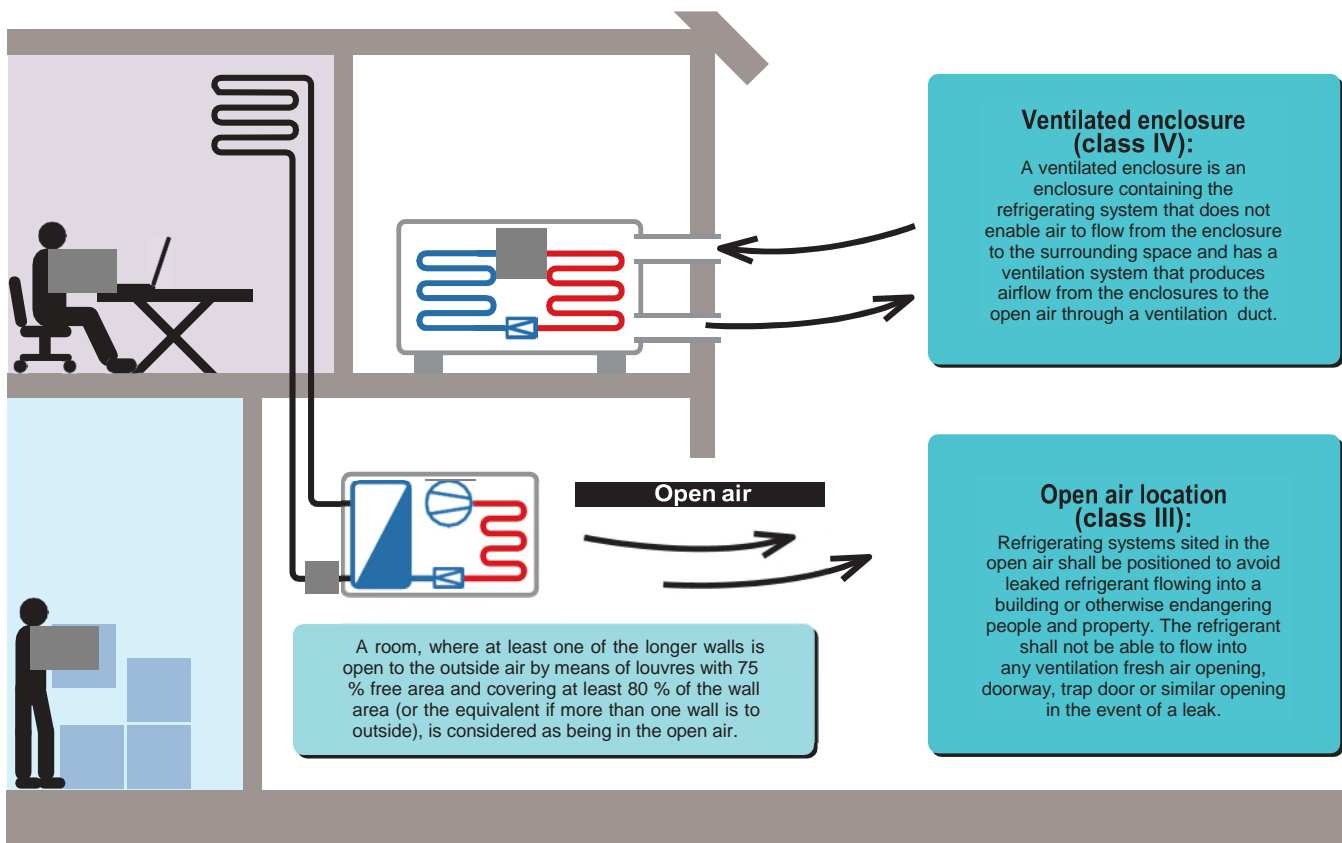 Ventilated enclosure
(class IV):
A ventilated enclosure is an
enclosure containing the
refrigerating system that does not
enable air to flow from the enclosure
to the surrounding space and has a
ventilation system that produces
airflow from the enclosures to the
open air through a ventilation duct.
Open air
Open air location
(class III):
Refrigerating systems sited in the
open air shall be positioned to avoid
leaked refrigerant flowing into a
building or otherwise endangering
people and property. The refrigerant
shall not be able to flow into
any ventilation fresh air opening,
doorway, trap door or similar opening
in the event of a leak.
A room, where at least one of the longer walls is
open to the outside air by means of louvres with 75
% free area and covering at least 80 % of the wall
area (or the equivalent if more than one wall is to
outside), is considered as being in the open air.